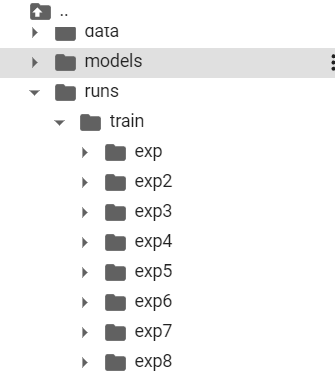 ..
data
models
runs
train
exp
exp2
exp3
exp4
exp5
exp6
exp7
exp8